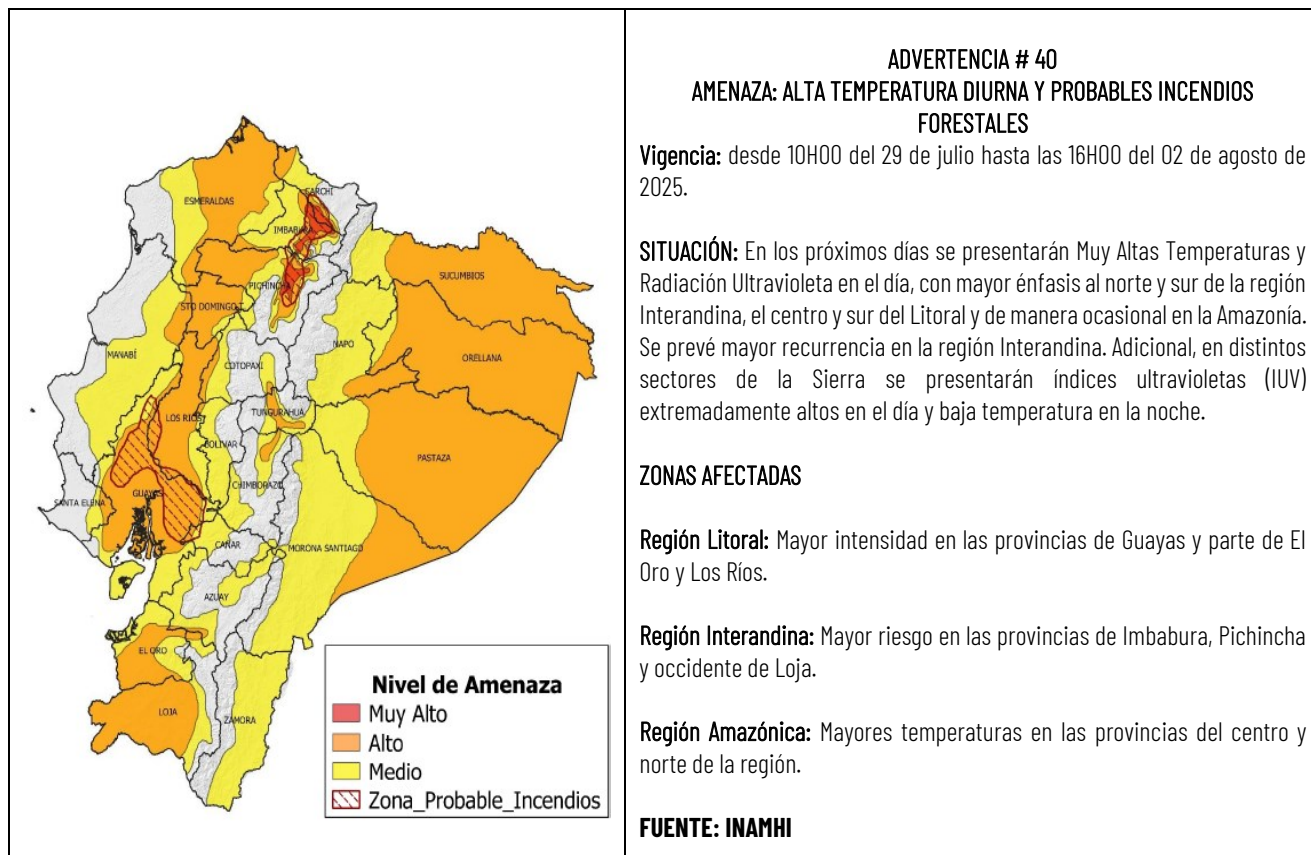 ESMERALDAS
CARCHI
IMBABURA
SUCUMBIOS
PICHINCHA
STO DOMINGO T.
NAPO
ORELLANA
MANABÍ
COTOPAXI
TUNGURAHUA
LOS RIOS
BOLIVAR
PASTAZA
CHIMBORAZO
SANTA ELENA
GUAYAS
CAÑAR
MORONA SANTIAGO
AZUAY
EL ORO
LOJA
ZAMORA
Nivel de Amenaza
Muy Alto
Alto
Medio
Zona_Probable_Incendios
ADVERTENCIA # 40
AMENAZA: ALTA TEMPERATURA DIURNA Y PROBABLES INCENDIOS
FORESTALES
Vigencia: desde 10H00 del 29 de julio hasta las 16H00 del 02 de agosto de
2025.
SITUACIÓN: En los próximos días se presentarán Muy Altas Temperaturas y
Radiación Ultravioleta en el día, con mayor énfasis al norte y sur de la región
Interandina, el centro y sur del Litoral y de manera ocasional en la Amazonía.
Se prevé mayor recurrencia en la región Interandina. Adicional, en distintos
sectores de la Sierra se presentarán índices ultravioletas (IUV)
extremadamente altos en el día y baja temperatura en la noche.
ZONAS AFECTADAS
Región Litoral: Mayor intensidad en las provincias de Guayas y parte de El
Oro y Los Ríos.
Región Interandina: Mayor riesgo en las provincias de Imbabura, Pichincha
y occidente de Loja.
Región Amazónica: Mayores temperaturas en las provincias del centro y
norte de la región.
FUENTE: INAMHI